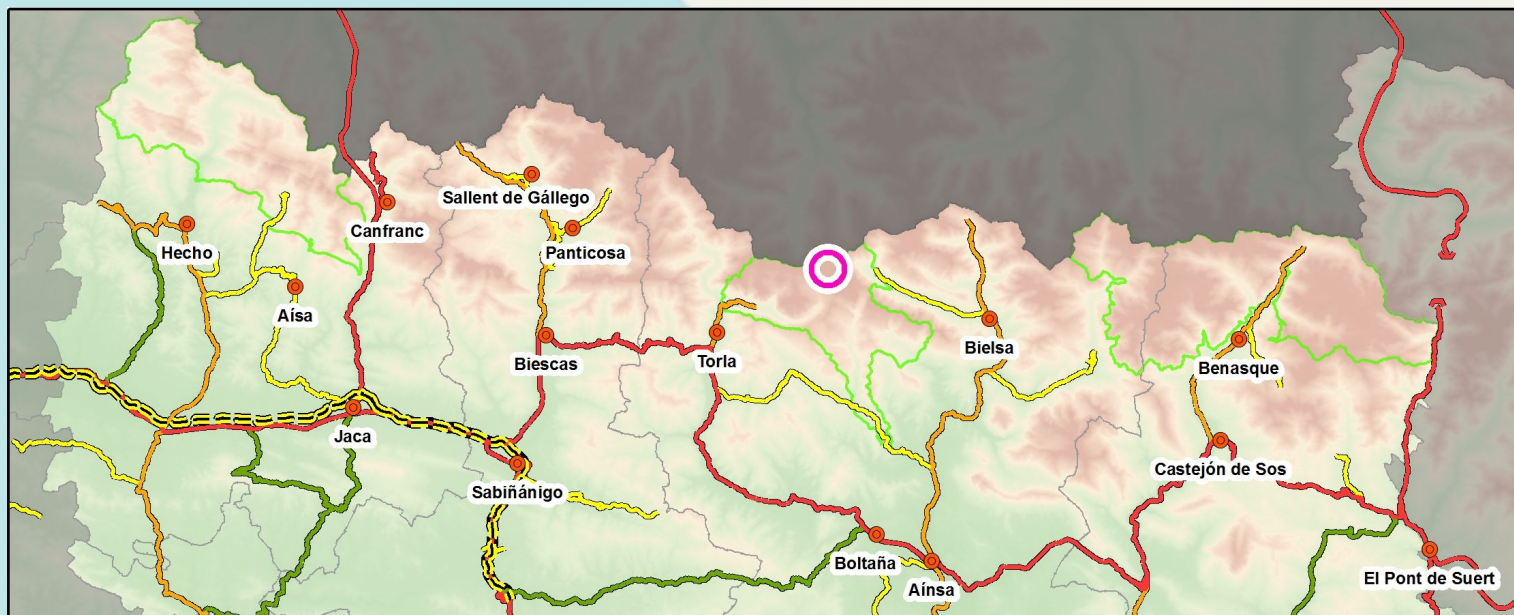 Sallent de Gállego
Canfranc
Hecho
Panticosa
Aísa
Bielsa
Biescas
Torla
Benasque
Jaca
Castejón de Sos
Sabiñánigo
Boltaña
Aínsa
El Pont de Suert